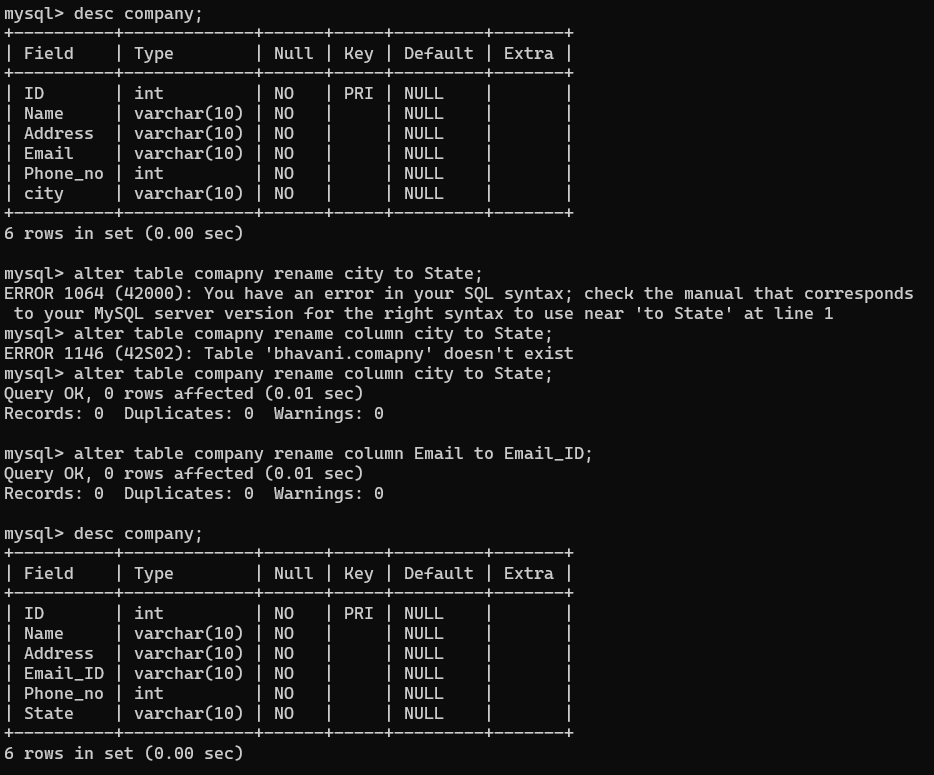 mysql> desc company;
+----------+-------------+------+-----+---------+-------+
| Field    | Type        | Null | Key | Default | Extra |
+----------+-------------+------+-----+---------+-------+
| ID       | int         | NO   | PRI | NULL    |       |
| Name     | varchar(10) | NO   |     | NULL    |       |
| Address  | varchar(10) | NO   |     | NULL    |       |
| Email    | varchar(10) | NO   |     | NULL    |       |
| Phone_no | int         | NO   |     | NULL    |       |
| city     | varchar(10) | NO   |     | NULL    |       |
+----------+-------------+------+-----+---------+-------+
6 rows in set (0.00 sec)

mysql> alter table comapny rename city to State;
ERROR 1064 (42000): You have an error in your SQL syntax; check the manual that corresponds
 to your MySQL server version for the right syntax to use near 'to State' at line 1
mysql> alter table comapny rename column city to State;
ERROR 1146 (42S02): Table 'bhavani.comapny' doesn't exist
mysql> alter table company rename column city to State;
Query OK, 0 rows affected (0.01 sec)
Records: 0  Duplicates: 0  Warnings: 0

mysql> alter table company rename column Email to Email_ID;
Query OK, 0 rows affected (0.01 sec)
Records: 0  Duplicates: 0  Warnings: 0

mysql> desc company;
+----------+-------------+------+-----+---------+-------+
| Field    | Type        | Null | Key | Default | Extra |
+----------+-------------+------+-----+---------+-------+
| ID       | int         | NO   | PRI | NULL    |       |
| Name     | varchar(10) | NO   |     | NULL    |       |
| Address  | varchar(10) | NO   |     | NULL    |       |
| Email_ID | varchar(10) | NO   |     | NULL    |       |
| Phone_no | int         | NO   |     | NULL    |       |
| State    | varchar(10) | NO   |     | NULL    |       |
+----------+-------------+------+-----+---------+-------+
6 rows in set (0.00 sec)